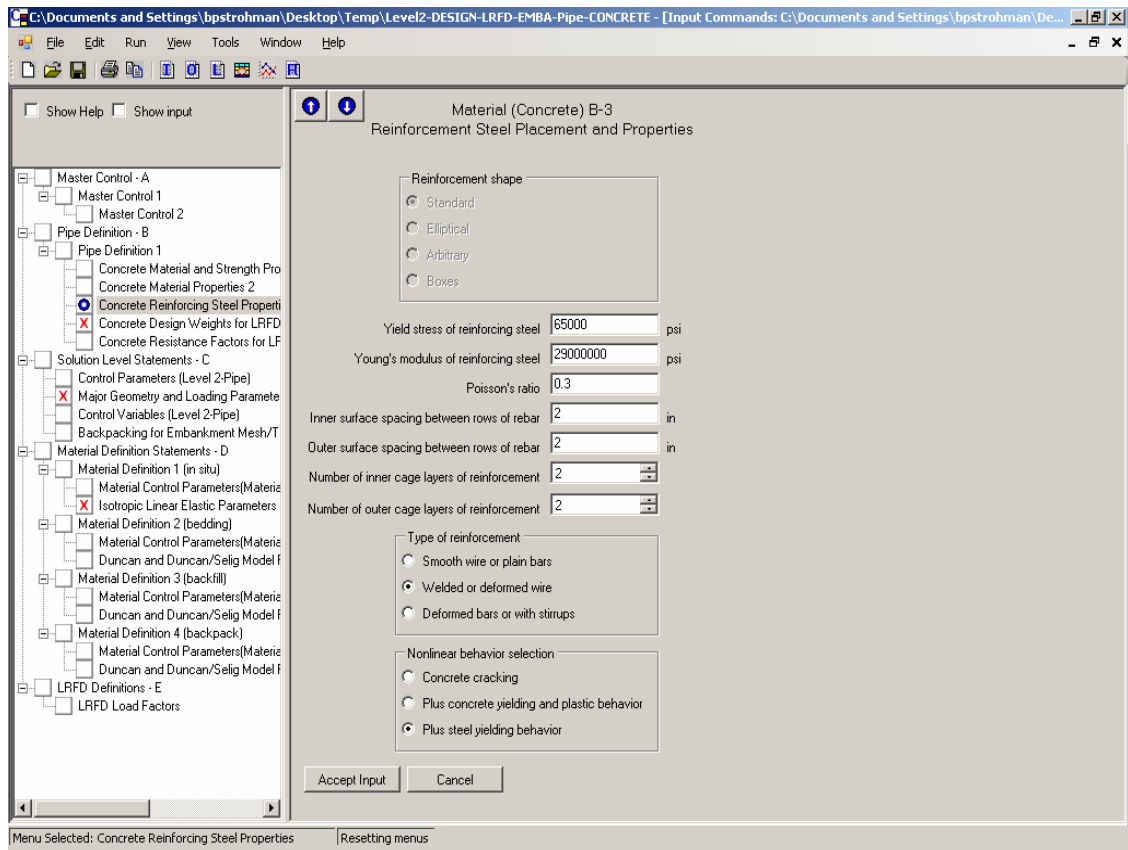 C:\Documents and Settings\bpstrohman\Desktop\Temp\Level2-DESIGN-LRFD-EMBA-Pipe-CONCRETE - [Input Commands: C:\Documents and Settings\bpstrohman\De...
File Edit Run View Tools Window Help
Show Help Show input
Master Control - A
Master Control 1
Master Control 2
Pipe Definition - B
Pipe Definition 1
Concrete Material and Strength Pro
Concrete Material Properties 2
Concrete Reinforcing Steel Properti
Concrete Design Weights for LRFD
Concrete Resistance Factors for LF
Solution Level Statements - C
Control Parameters (Level 2-Pipe)
Major Geometry and Loading Paramete
Control Variables (Level 2-Pipe)
Backpacking for Embankment Mesh/T
Material Definition Statements - D
Material Definition 1 (in situ)
Material Control Parameters(Materia
Isotropic Linear Elastic Parameters
Material Definition 2 (bedding)
Material Control Parameters(Materia
Duncan and Duncan/Selig Model F
Material Definition 3 (backfill)
Material Control Parameters(Materia
Duncan and Duncan/Selig Model F
Material Definition 4 (backpack)
Material Control Parameters(Materia
Duncan and Duncan/Selig Model F
LRFD Definitions - E
LRFD Load Factors
Material (Concrete) B-3
Reinforcement Steel Placement and Properties
Reinforcement shape
Standard
Elliptical
Arbitrary
Boxes
Yield stress of reinforcing steel 65000 psi
Young's modulus of reinforcing steel 29000000 psi
Poisson's ratio 0.3
Inner surface spacing between rows of rebar 2 in
Outer surface spacing between rows of rebar 2 in
Number of inner cage layers of reinforcement 2
Number of outer cage layers of reinforcement 2
Type of reinforcement
Smooth wire or plain bars
Welded or deformed wire
Deformed bars or with stirrups
Nonlinear behavior selection
Concrete cracking
Plus concrete yielding and plastic behavior
Plus steel yielding behavior
Accept Input Cancel
Menu Selected: Concrete Reinforcing Steel Properties Resetting menus